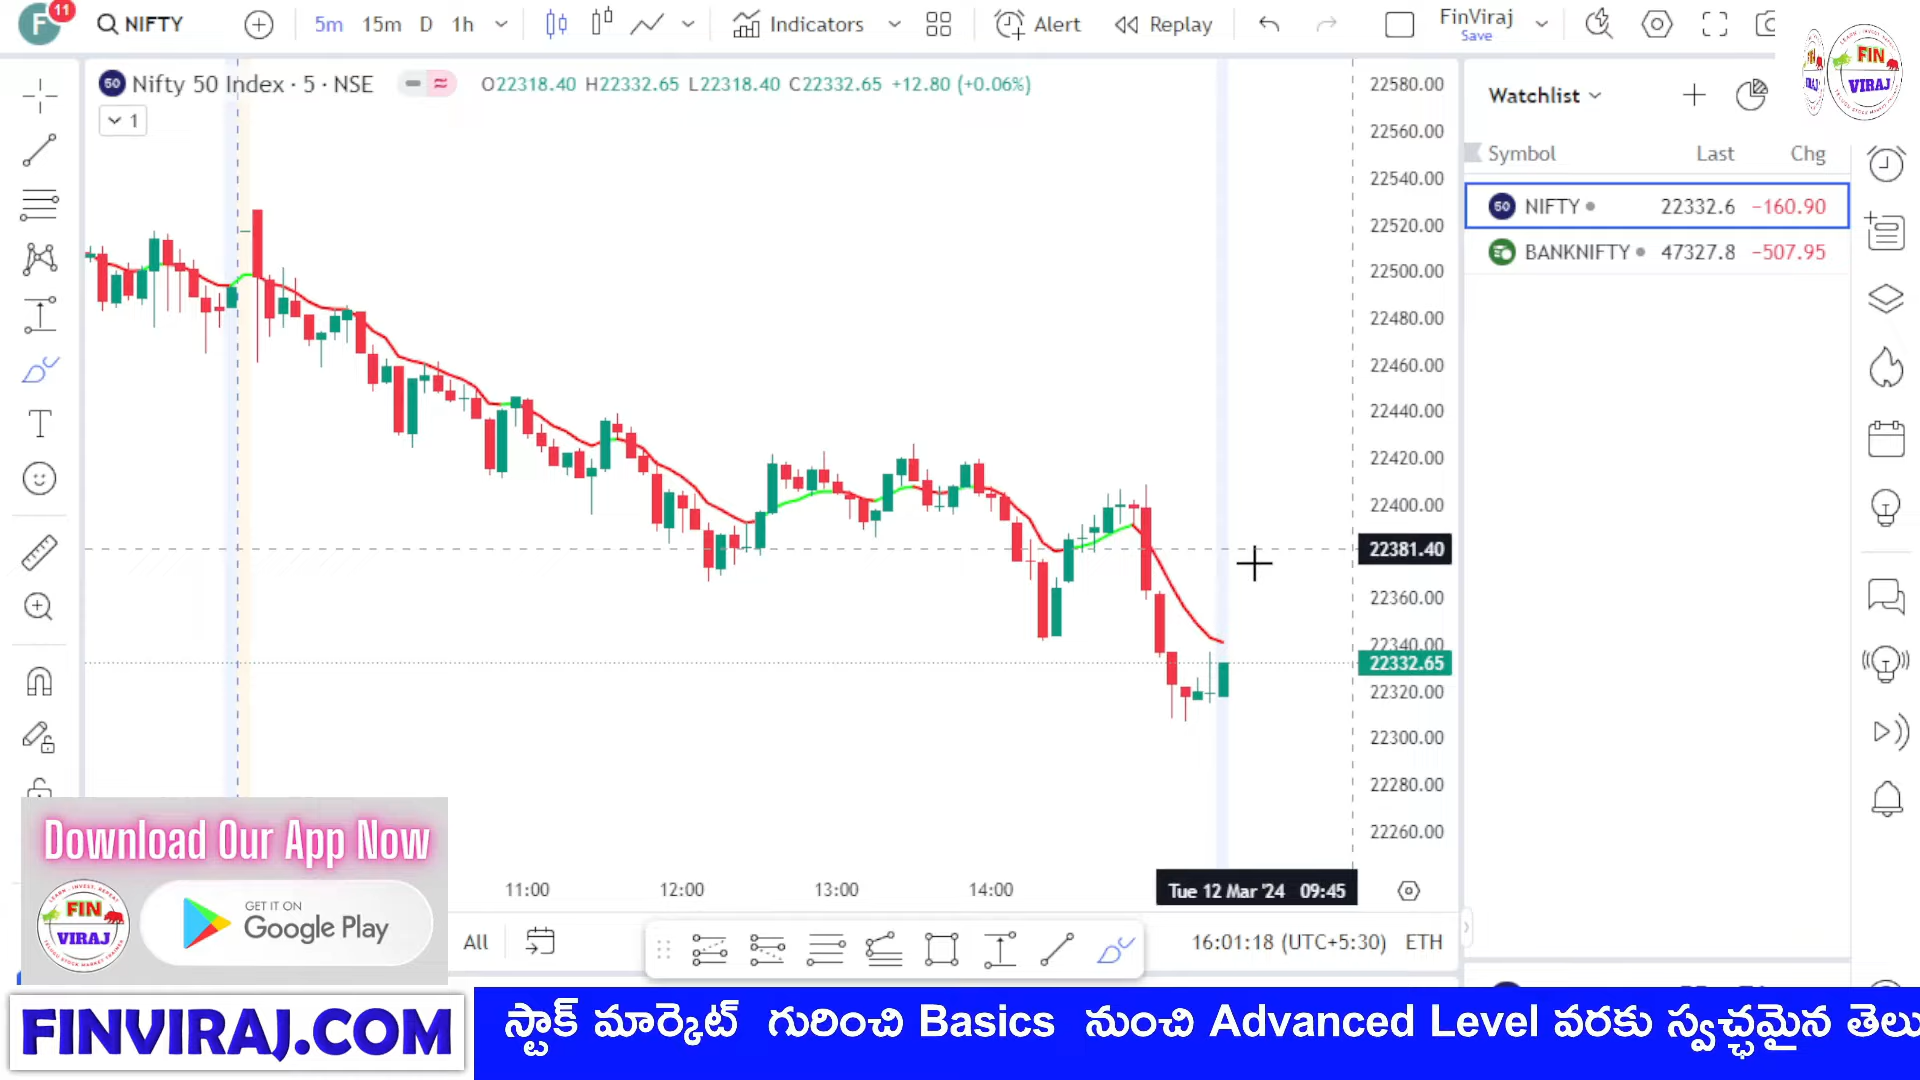 F
11
NIFTY
5m 15m D 1h
Indicators
Alert
Replay
FinViraj
Save
FIN
VIRAJ
50 Nifty 50 Index · 5 · NSE
O22318.40 H22332.65 L22318.40 C22332.65 +12.80 (+0.06%)
1
22580.00
22560.00
22540.00
22520.00
22500.00
22480.00
22460.00
22440.00
22420.00
22400.00
22381.40
22360.00
22340.00
22332.65
22320.00
22300.00
22280.00
22260.00
Watchlist
Symbol Last Chg
50 NIFTY 22332.6 −160.90
BANKNIFTY 47327.8 −507.95
11:00 12:00 13:00 14:00
Tue 12 Mar '24 09:45
All
16:01:18 (UTC+5:30) ETH
Download Our App Now
FIN
VIRAJ
GET IT ON
Google Play
FINVIRAJ.COM
స్టాక్ మార్కెట్ గురించి Basics నుంచి Advanced Level వరకు స్వచ్ఛమైన తెలు